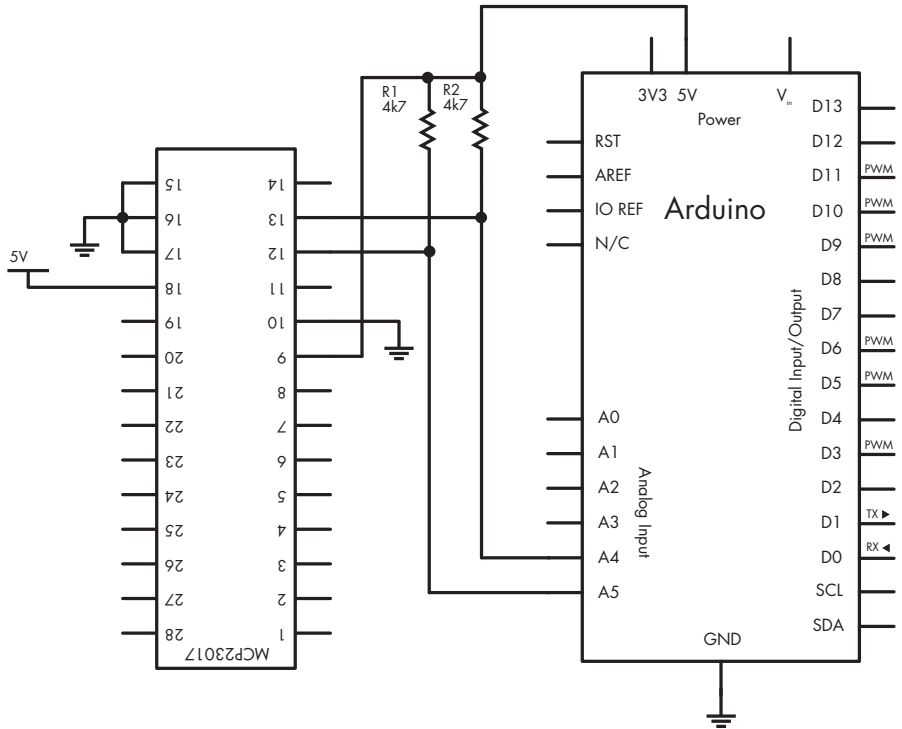 R1
4k7
R2
4k7
3V3 5V
Vin
Power
Arduino
RST
AREF
IO REF
N/C
A0
A1
A2
A3
A4
A5
Analog Input
Digital Input/Output
D13
D12
D11
PWM
D10
PWM
D9
PWM
D8
D7
D6
PWM
D5
PWM
D4
D3
PWM
D2
D1
TX ▶
D0
RX ◀
SCL
SDA
GND
5V
15
14
16
13
17
12
18
11
19
10
20
9
21
8
22
7
23
6
24
5
25
4
26
3
27
2
28
1
MCP23017